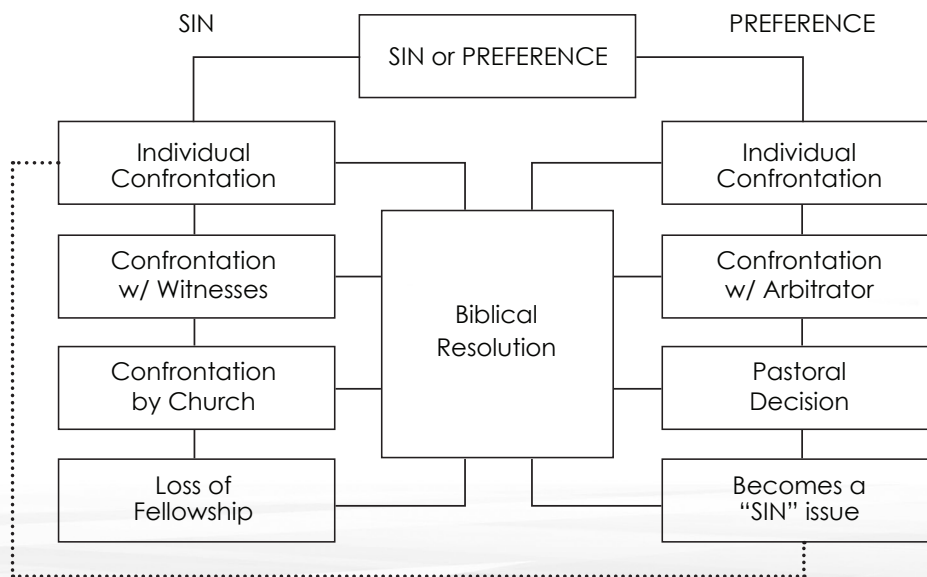 SIN
SIN or PREFERENCE
PREFERENCE
Individual
Confrontation
Confrontation
w/ Witnesses
Confrontation
by Church
Loss of
Fellowship
Biblical
Resolution
Individual
Confrontation
Confrontation
w/ Arbitrator
Pastoral
Decision
Becomes a
“SIN” issue